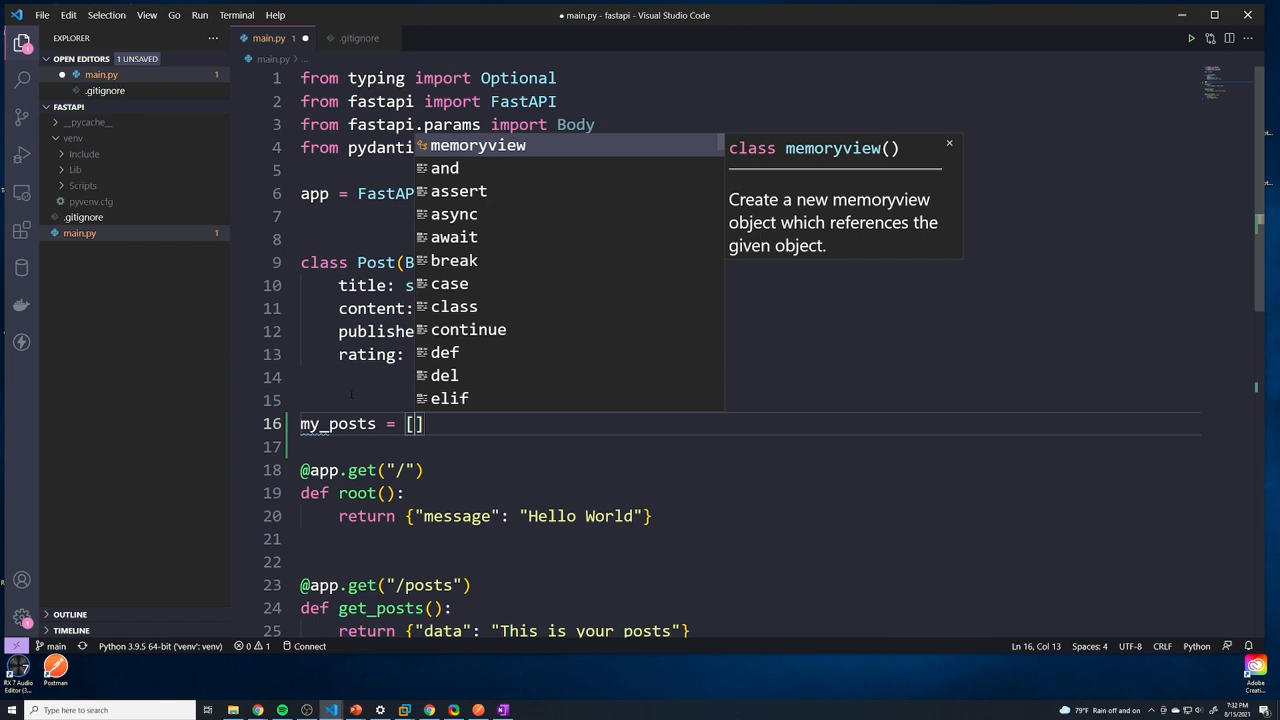 File Edit Selection View Go Run Terminal Help
● main.py - fastapi - Visual Studio Code
EXPLORER
OPEN EDITORS 1 UNSAVED
main.py 1
.gitignore
FASTAPI
__pycache__
venv
Include
Lib
Scripts
pyvenv.cfg
.gitignore
main.py 1
OUTLINE
TIMELINE
main.py 1 .gitignore
main.py > ...
1 from typing import Optional
2 from fastapi import FastAPI
3 from fastapi.params import Body
4 from pydanti
5
6 app = FastAP
7
8
9 class Post(B
10 title: s
11 content:
12 publishe
13 rating:
14
15
16 my_posts = []
17
18 @app.get("/")
19 def root():
20 return {"message": "Hello World"}
21
22
23 @app.get("/posts")
24 def get_posts():
25 return {"data": "This is your posts"}
memoryview
and
assert
async
await
break
case
class
continue
def
del
elif
class memoryview()
Create a new memoryview
object which references the
given object.
main Python 3.9.5 64-bit ('venv': venv) 0 1 Connect
Ln 16, Col 13 Spaces: 4 UTF-8 CRLF Python
RX 7 Audio
Editor (3...
Postman
Adobe
Creati...
Type here to search
79°F Rain off and on
7:32 PM
8/15/2021